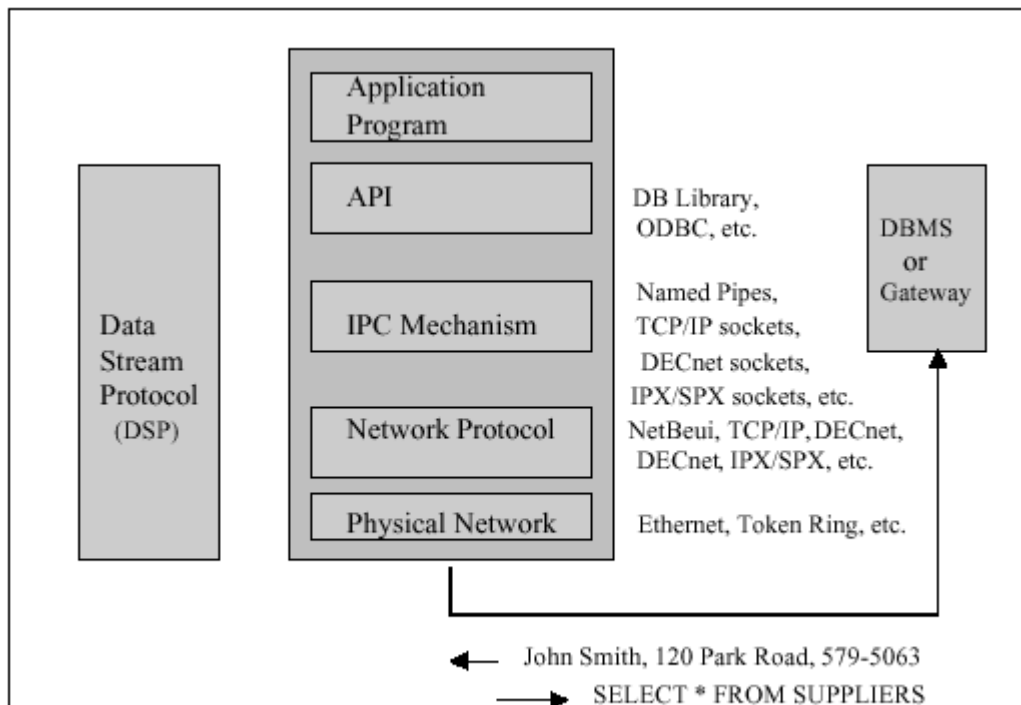 Application
Program
API
DB Library,
ODBC, etc.
DBMS
or
Gateway
Data
Stream
Protocol
(DSP)
IPC Mechanism
Named Pipes,
TCP/IP sockets,
DECnet sockets,
IPX/SPX sockets, etc.
Network Protocol
NetBeui, TCP/IP, DECnet,
DECnet, IPX/SPX, etc.
Physical Network
Ethernet, Token Ring, etc.
John Smith, 120 Park Road, 579-5063
SELECT * FROM SUPPLIERS